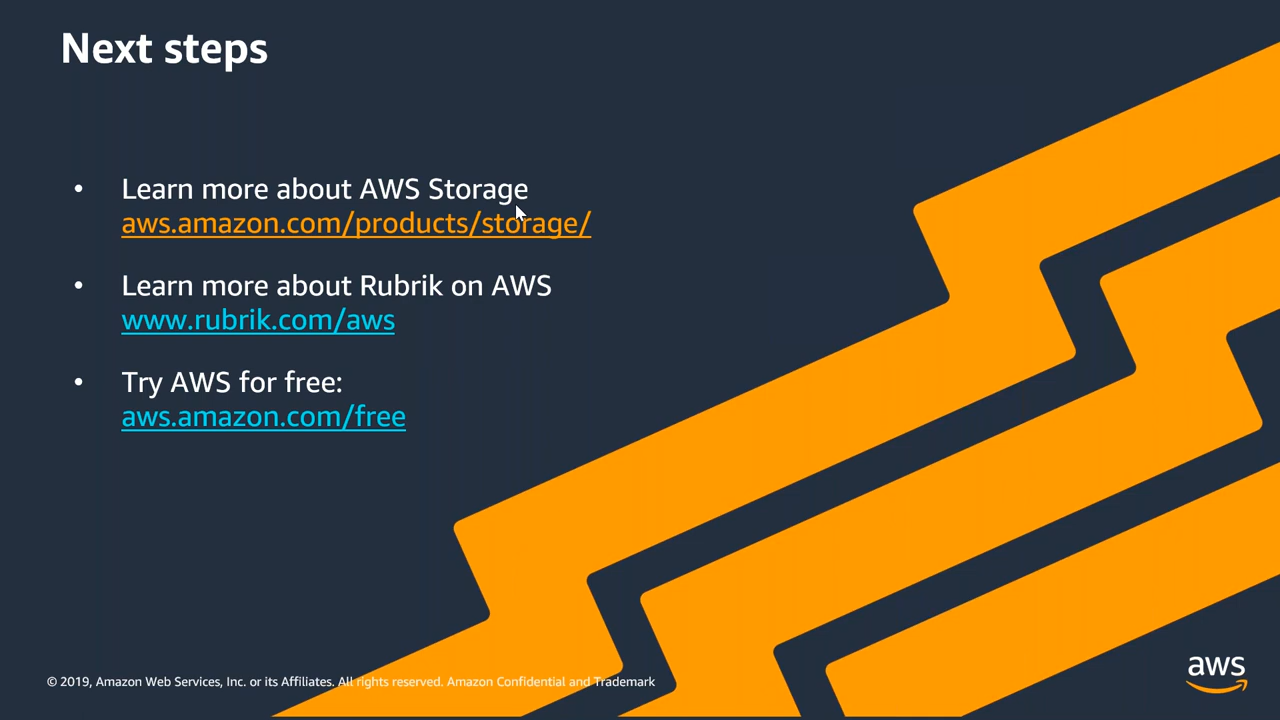 Next steps
• Learn more about AWS Storage
aws.amazon.com/products/storage/
• Learn more about Rubrik on AWS
www.rubrik.com/aws
• Try AWS for free:
aws.amazon.com/free
© 2019, Amazon Web Services, Inc. or its Affiliates. All rights reserved. Amazon Confidential and Trademark
aws